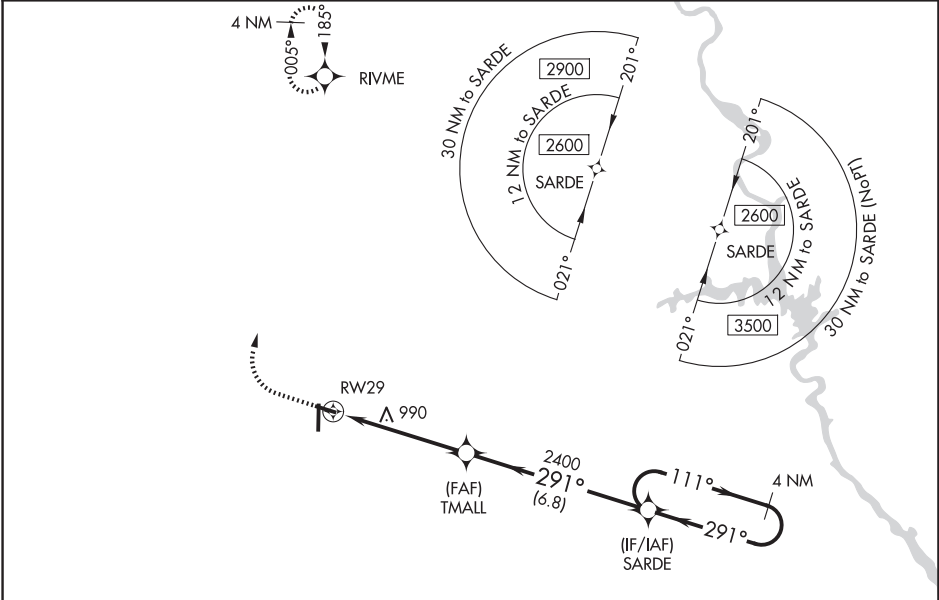 4 NM
185°
005°
RIVME
30 NM to SARDE
2900
201°
12 NM to SARDE
2600
SARDE
021°
201°
2600
SARDE
12 NM to SARDE
30 NM to SARDE (NoPT)
3500
021°
RW29
990
(FAF)
TMALL
2400
291°
(6.8)
111°
4 NM
291°
(IF/IAF)
SARDE